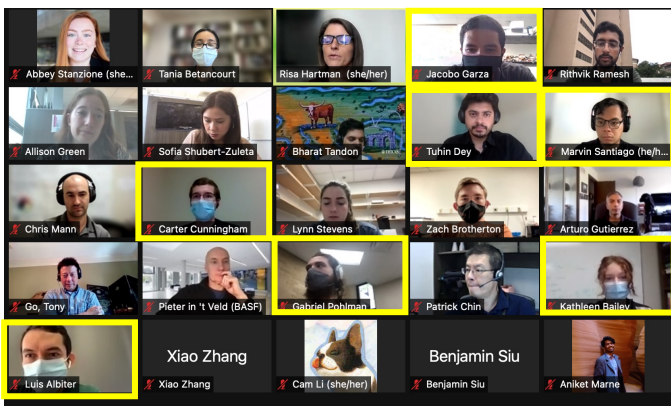 Abbey Stanzione (she...
Tania Betancourt
Risa Hartman (she/her)
Jacobo Garza
Rithvik Ramesh
Allison Green
Sofia Shubert-Zuleta
Bharat Tandon
Tuhin Dey
Marvin Santiago (he/h...
Chris Mann
Carter Cunningham
Lynn Stevens
Zach Brotherton
Arturo Gutierrez
Go, Tony
Pieter in 't Veld (BASF)
Gabriel Pohlman
Patrick Chin
Kathleen Bailey
Luis Albiter
Xiao Zhang
Xiao Zhang
Cam Li (she/her)
Benjamin Siu
Benjamin Siu
Aniket Marne